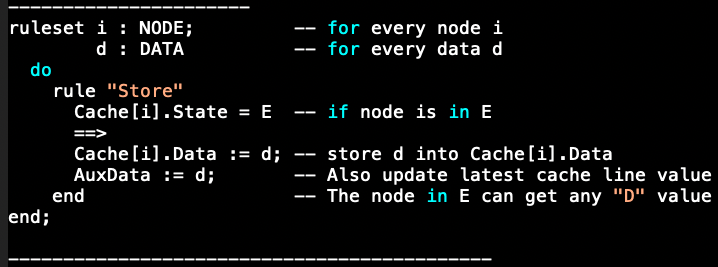 ----------------------
ruleset i : NODE;         -- for every node i
        d : DATA          -- for every data d
  do
    rule "Store"
      Cache[i].State = E  -- if node is in E
      ==>
      Cache[i].Data := d; -- store d into Cache[i].Data
      AuxData := d;       -- Also update latest cache line value
    end                   -- The node in E can get any "D" value
end;
--------------------------------------------